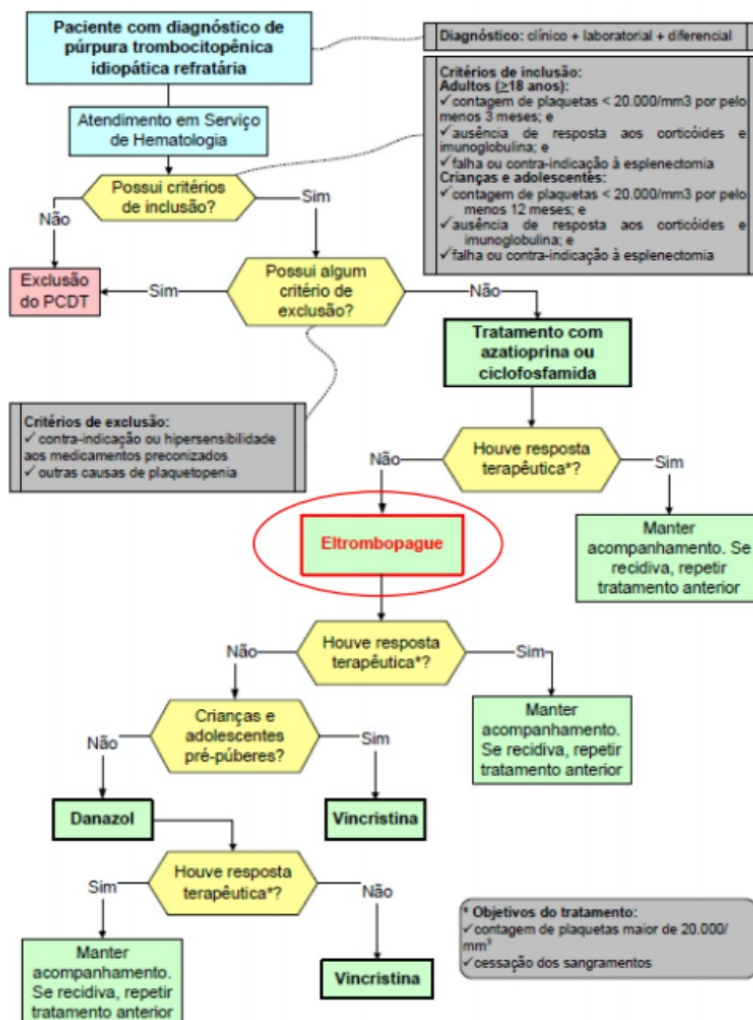 Paciente com diagnóstico de
púrpura trombocitopênica
idiopática refratária
Diagnóstico: clínico + laboratorial + diferencial
Atendimento em Serviço
de Hematologia
Critérios de inclusão:
Adultos (≥18 anos):
✓contagem de plaquetas < 20.000/mm3 por pelo
menos 3 meses; e
✓ausência de resposta aos corticóides e
imunoglobulina; e
✓falha ou contra-indicação à esplenectomia
Crianças e adolescentes:
✓contagem de plaquetas < 20.000/mm3 por pelo
menos 12 meses; e
✓ausência de resposta aos corticóides e
imunoglobulina; e
✓falha ou contra-indicação à esplenectomia
Possui critérios
de inclusão?
Não
Sim
Exclusão
do PCDT
Sim
Possui algum
critério de
exclusão?
Não
Tratamento com
azatioprina ou
ciclofosfamida
Critérios de exclusão:
✓ contra-indicação ou hipersensibilidade
aos medicamentos preconizados
✓ outras causas de plaquetopenia
Houve resposta
terapêutica*?
Não
Sim
Eltrombopague
Manter
acompanhamento. Se
recidiva, repetir
tratamento anterior
Houve resposta
terapêutica*?
Não
Sim
Crianças e
adolescentes
pré-púberes?
Manter
acompanhamento.
Se recidiva, repetir
tratamento anterior
Não
Sim
Danazol
Vincristina
Houve resposta
terapêutica*?
Sim
Não
Manter
acompanhamento.
Se recidiva, repetir
tratamento anterior
Vincristina
* Objetivos do tratamento:
✓contagem de plaquetas maior de 20.000/
mm³
✓cessação dos sangramentos